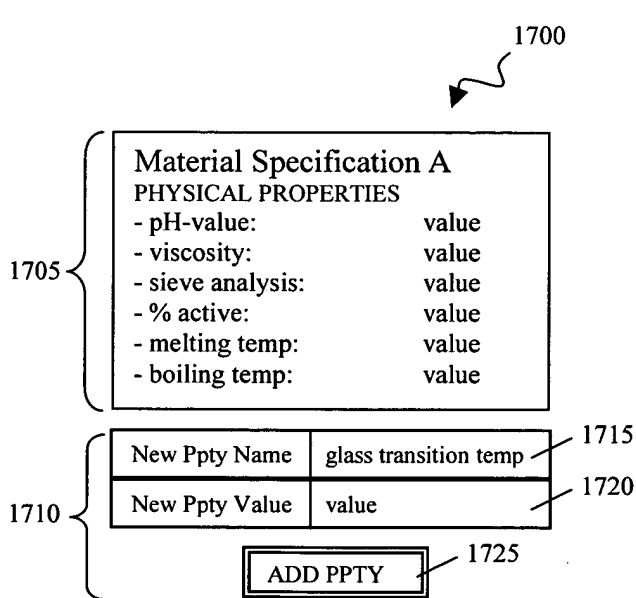 1700
Material Specification A
PHYSICAL PROPERTIES
- pH-value: value
- viscosity: value
- sieve analysis: value
- % active: value
- melting temp: value
- boiling temp: value
1705
New Ppty Name glass transition temp 1715
New Ppty Value value 1720
1710
ADD PPTY 1725